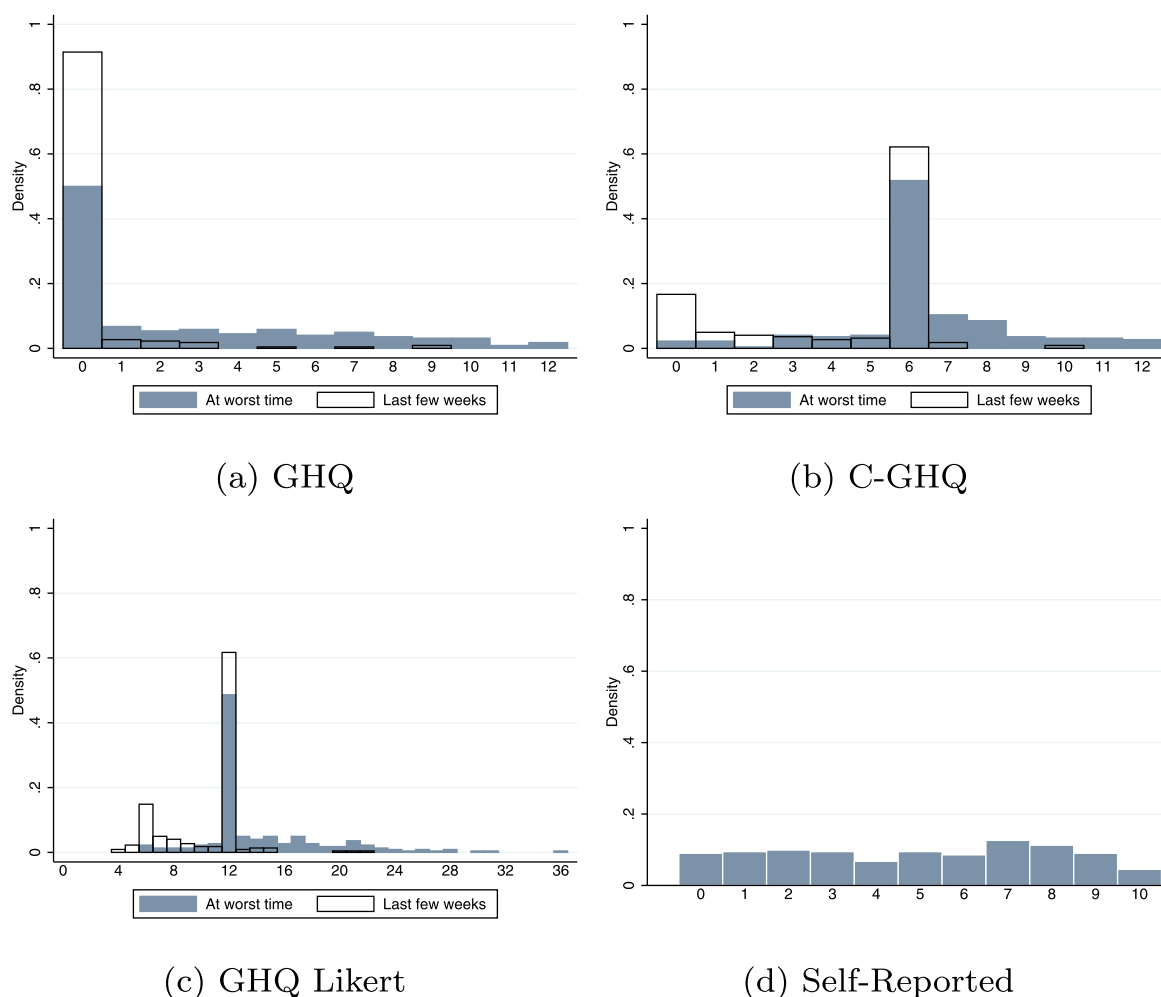 Density
1
.8
.6
.4
.2
0
0 1 2 3 4 5 6 7 8 9 10 11 12
At worst time Last few weeks
(a) GHQ
Density
1
.8
.6
.4
.2
0
0 1 2 3 4 5 6 7 8 9 10 11 12
At worst time Last few weeks
(b) C-GHQ
Density
1
.8
.6
.4
.2
0
0 4 8 12 16 20 24 28 32 36
At worst time Last few weeks
(c) GHQ Likert
Density
1
.8
.6
.4
.2
0
0 1 2 3 4 5 6 7 8 9 10
(d) Self-Reported